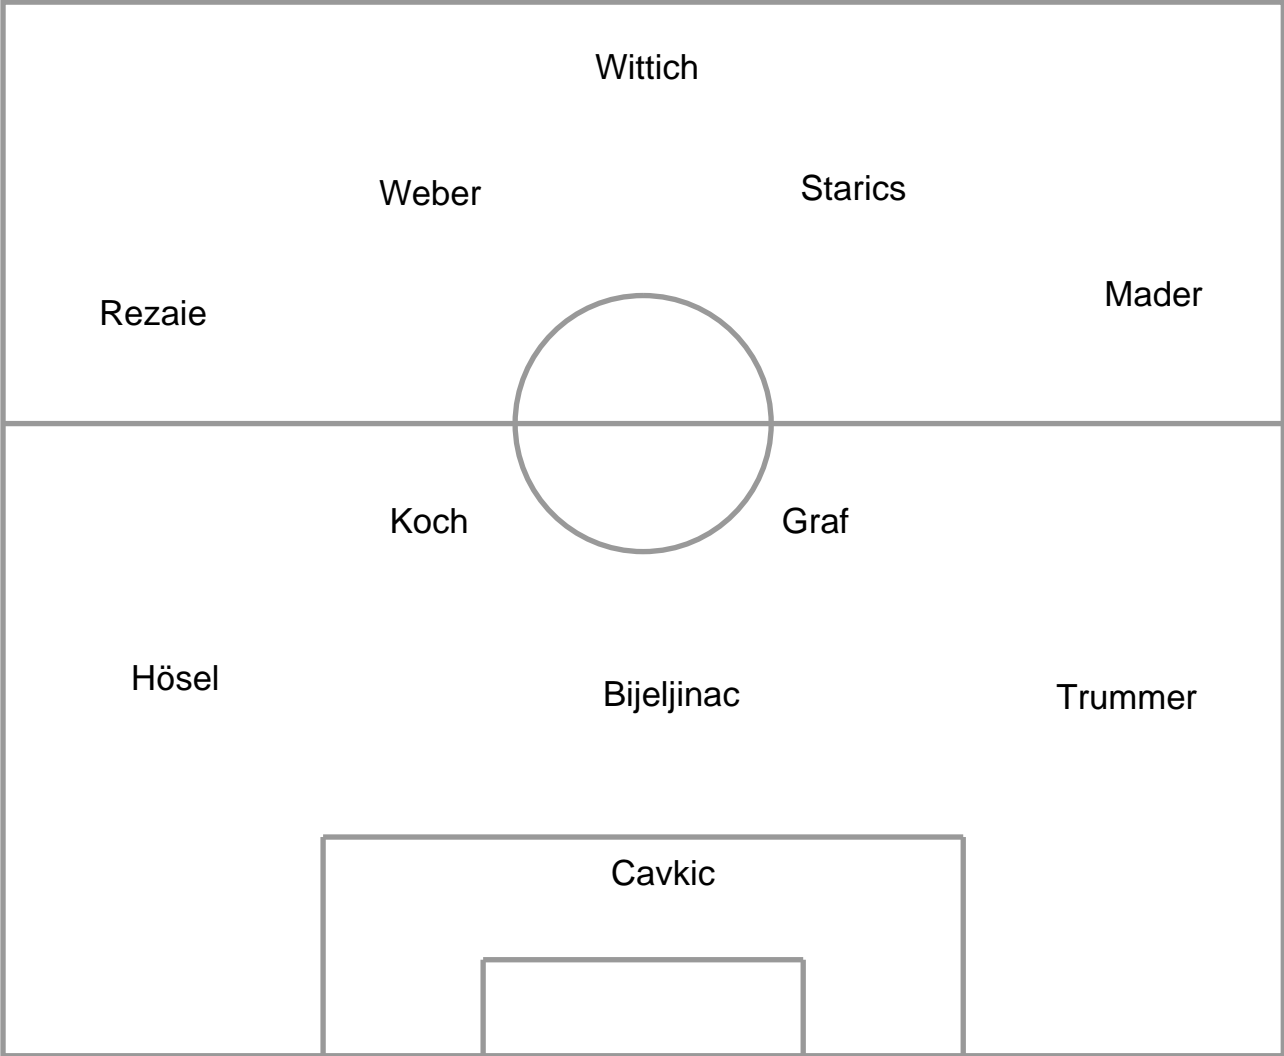 Wittich
Weber
Starics
Rezaie
Mader
Koch
Graf
Hösel
Bijeljinac
Trummer
Cavkic